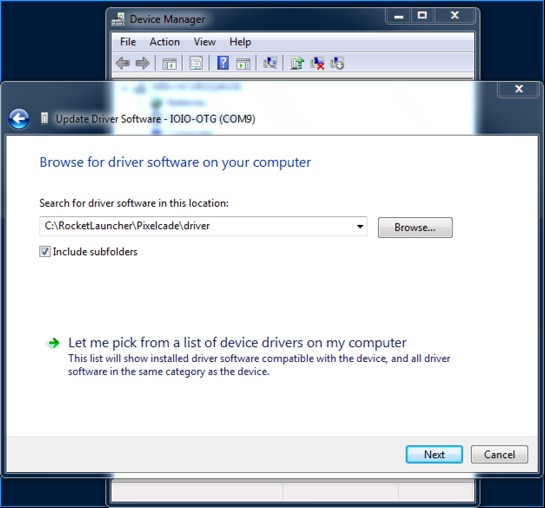 Device Manager
File Action View Help
Update Driver Software - IOIO-OTG (COM9)
Browse for driver software on your computer
Search for driver software in this location:
C:\RocketLauncher\Pixelcade\driver
Browse...
Include subfolders
Let me pick from a list of device drivers on my computer
This list will show installed driver software compatible with the device, and all driver
software in the same category as the device.
Next Cancel